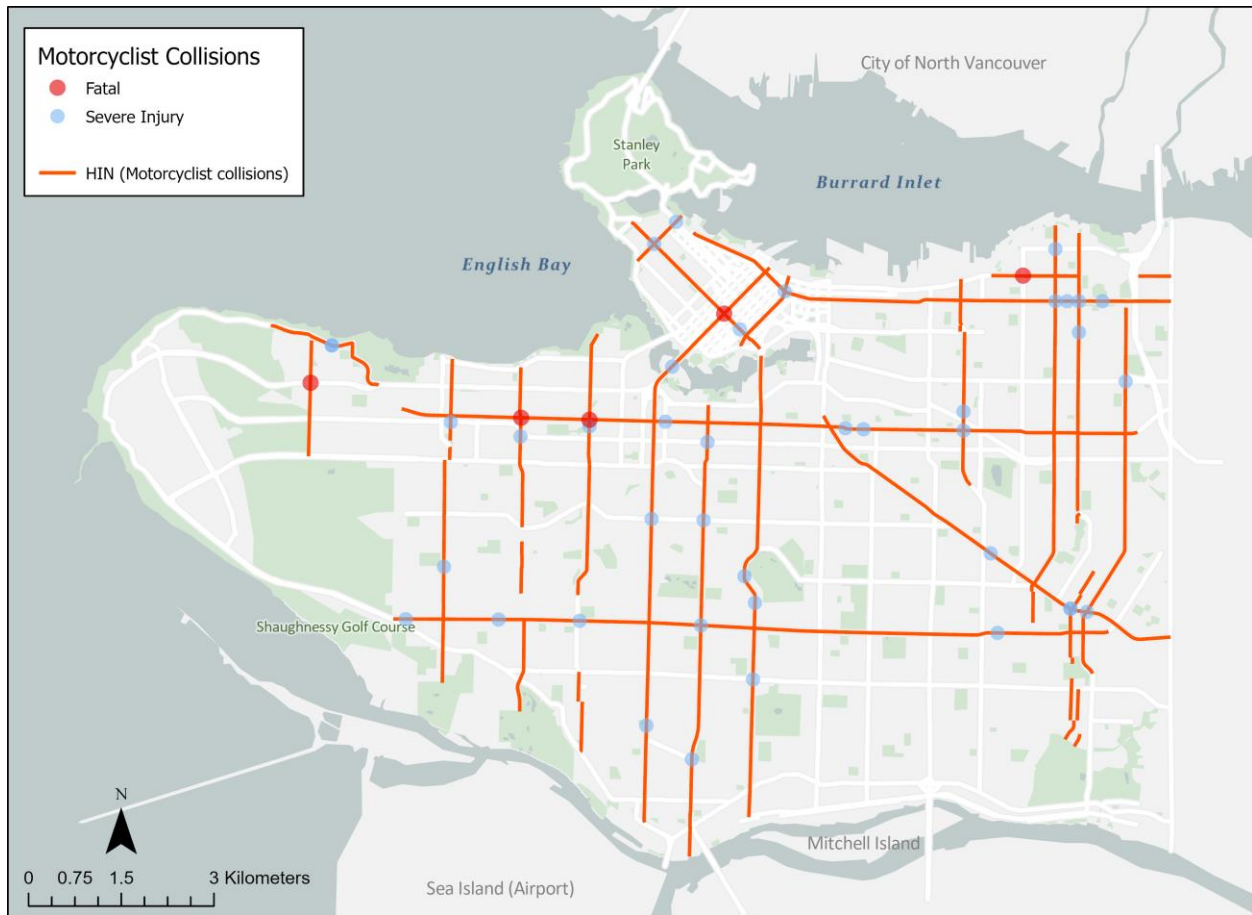 Motorcyclist Collisions
Fatal
Severe Injury
HIN (Motorcyclist collisions)
City of North Vancouver
Stanley
Park
Burrard Inlet
English Bay
Shaughnessy Golf Course
N
Mitchell Island
0 0.75 1.5 3 Kilometers
Sea Island (Airport)